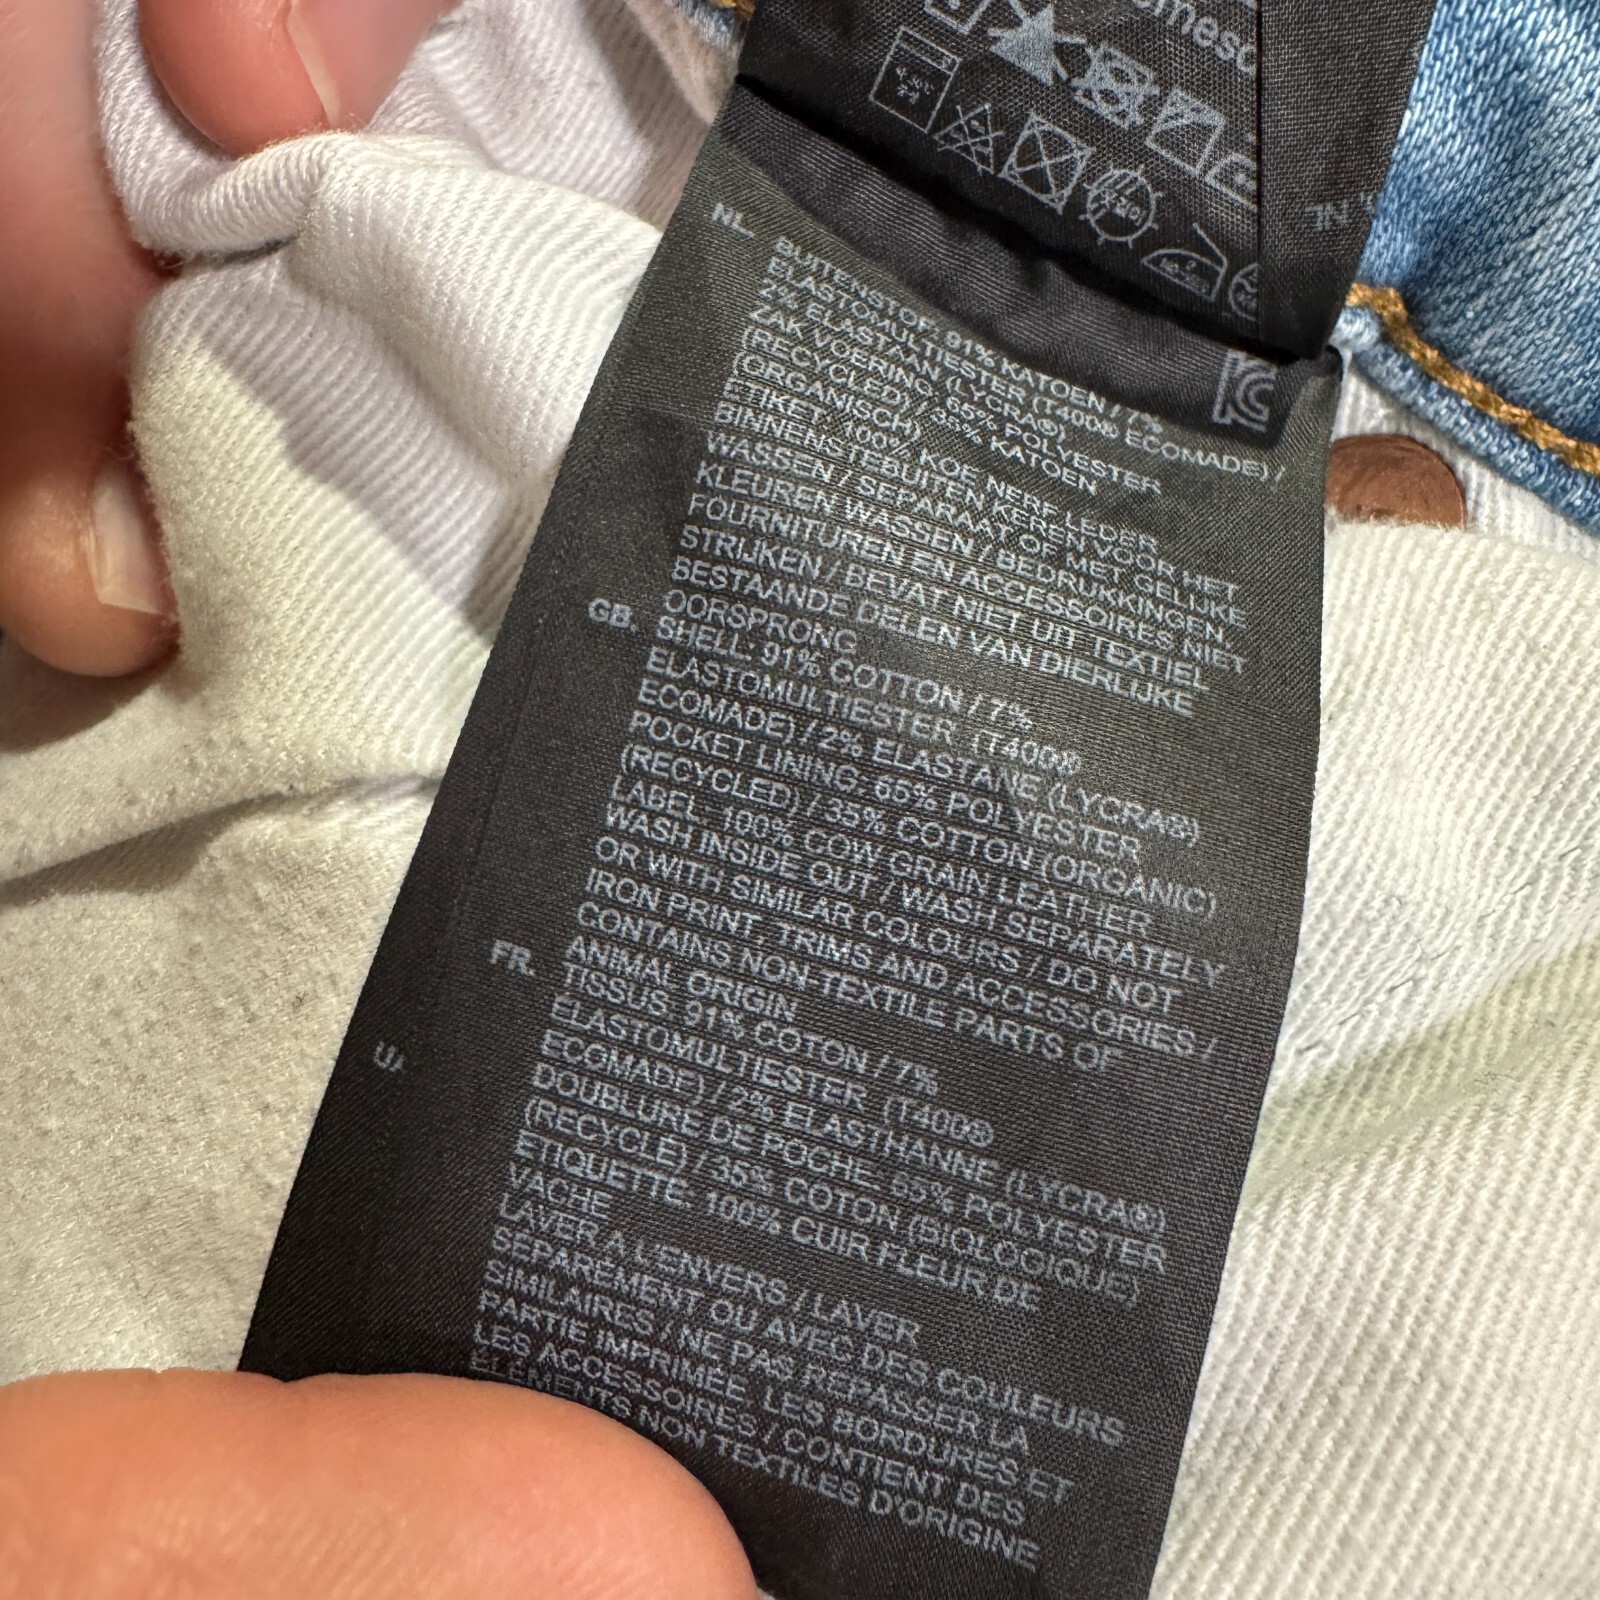 NL.
BUITENSTOF: 91% KATOEN / 7%
ELASTOMULTIESTER (T400® ECOMADE) /
2% ELASTAAN (LYCRA®)
ZAK VOERING: 65% POLYESTER
(RECYCLED) / 35% KATOEN
(ORGANISCH)
ETIKET: 100% KOE NERF LEDER
BINNENSTEBUITEN KEREN VOOR HET
WASSEN / SEPARAAT OF MET GELIJKE
KLEUREN WASSEN / BEDRUKKINGEN,
FOURNITUREN EN ACCESSOIRES NIET
STRIJKEN / BEVAT NIET UIT TEXTIEL
BESTAANDE DELEN VAN DIERLIJKE
OORSPRONG
GB.
SHELL: 91% COTTON / 7%
ELASTOMULTIESTER (T400®
ECOMADE) / 2% ELASTANE (LYCRA®)
POCKET LINING: 65% POLYESTER
(RECYCLED) / 35% COTTON (ORGANIC)
LABEL: 100% COW GRAIN LEATHER
WASH INSIDE OUT / WASH SEPARATELY
OR WITH SIMILAR COLOURS / DO NOT
IRON PRINT, TRIMS AND ACCESSORIES /
CONTAINS NON-TEXTILE PARTS OF
ANIMAL ORIGIN
FR.
TISSUS: 91% COTON / 7%
ELASTOMULTIESTER (T400®
ECOMADE) / 2% ELASTHANNE (LYCRA®)
DOUBLURE DE POCHE: 65% POLYESTER
(RECYCLÉ) / 35% COTON (BIOLOGIQUE)
ETIQUETTE: 100% CUIR FLEUR DE
VACHE
LAVER A L'ENVERS / LAVER
SÉPARÉMENT OU AVEC DES COULEURS
SIMILAIRES / NE PAS REPASSER LA
PARTIE IMPRIMÉE, LES BORDURES ET
LES ACCESSOIRES / CONTIENT DES
ÉLÉMENTS NON TEXTILES D'ORIGINE
NL